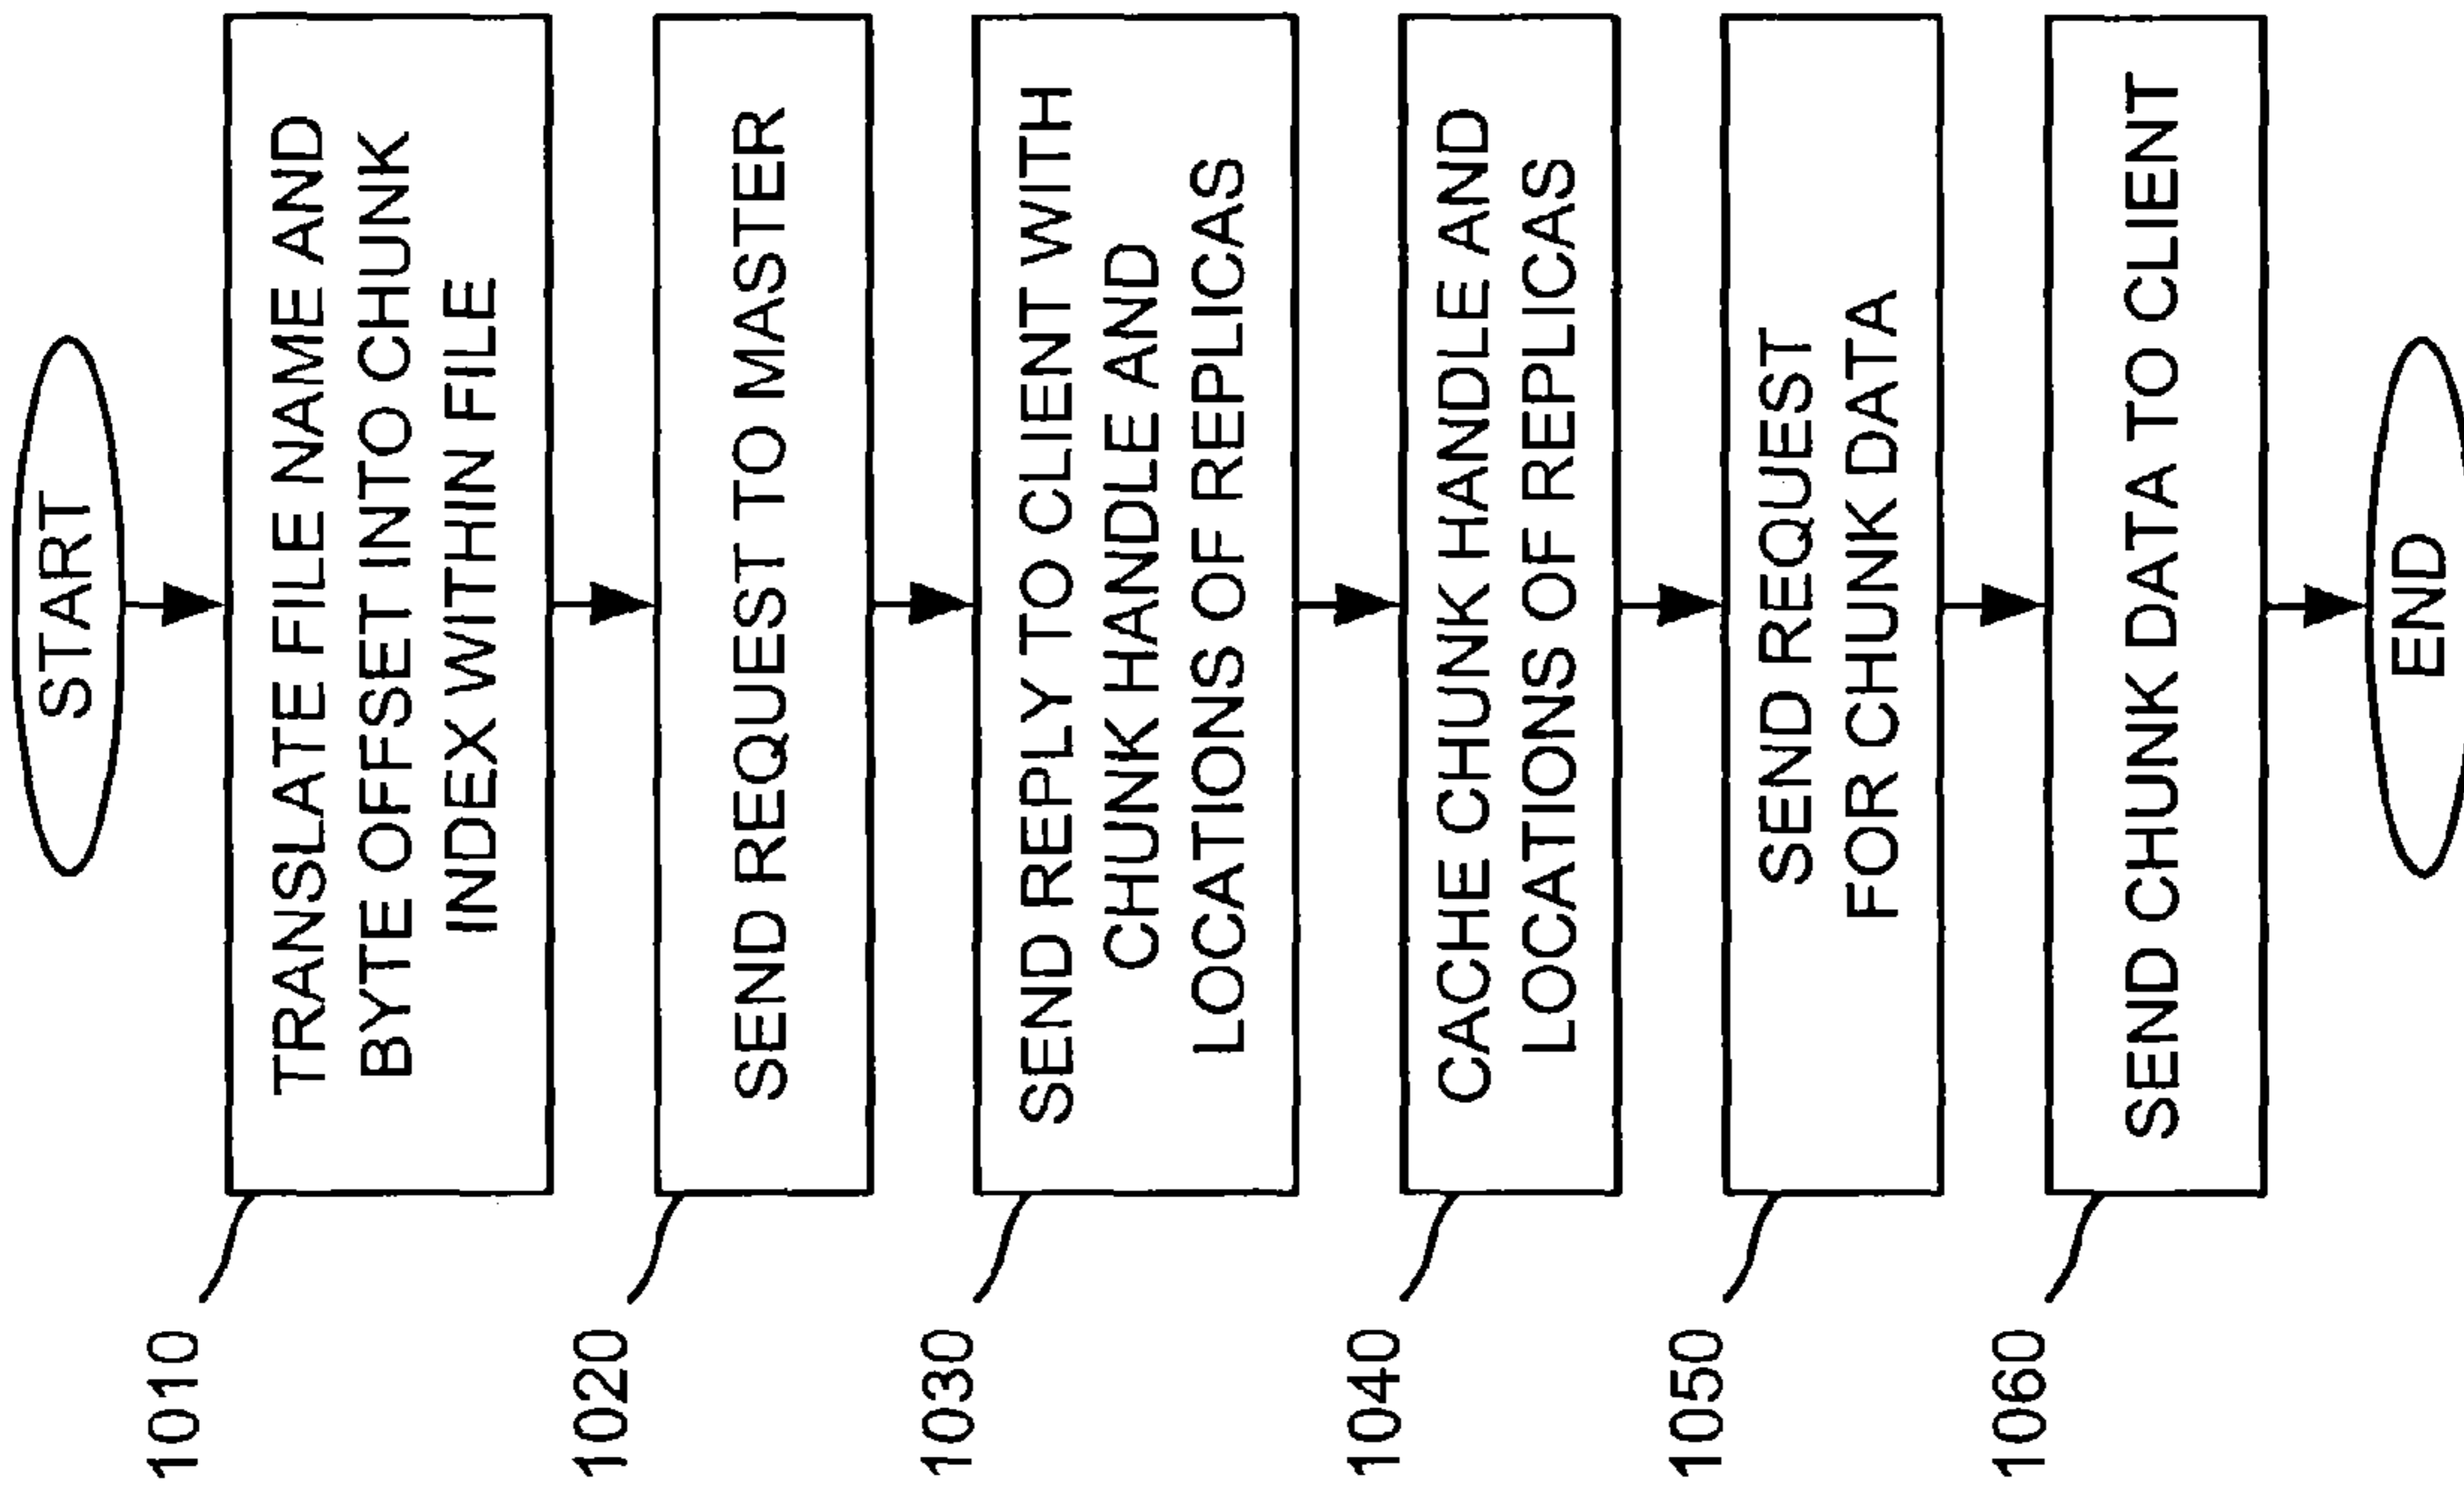 START
1010
TRANSLATE FILE NAME AND
BYTE OFFSET INTO CHUNK
INDEX WITHIN FILE
1020
SEND REQUEST TO MASTER
1030
SEND REPLY TO CLIENT WITH
CHUNK HANDLE AND
LOCATIONS OF REPLICAS
1040
CACHE CHUNK HANDLE AND
LOCATIONS OF REPLICAS
1050
SEND REQUEST
FOR CHUNK DATA
1060
SEND CHUNK DATA TO CLIENT
END